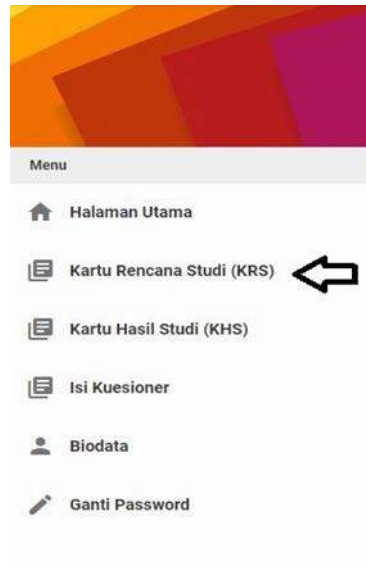 Menu
Halaman Utama
Kartu Rencana Studi (KRS)
Kartu Hasil Studi (KHS)
Isi Kuesioner
Biodata
Ganti Password